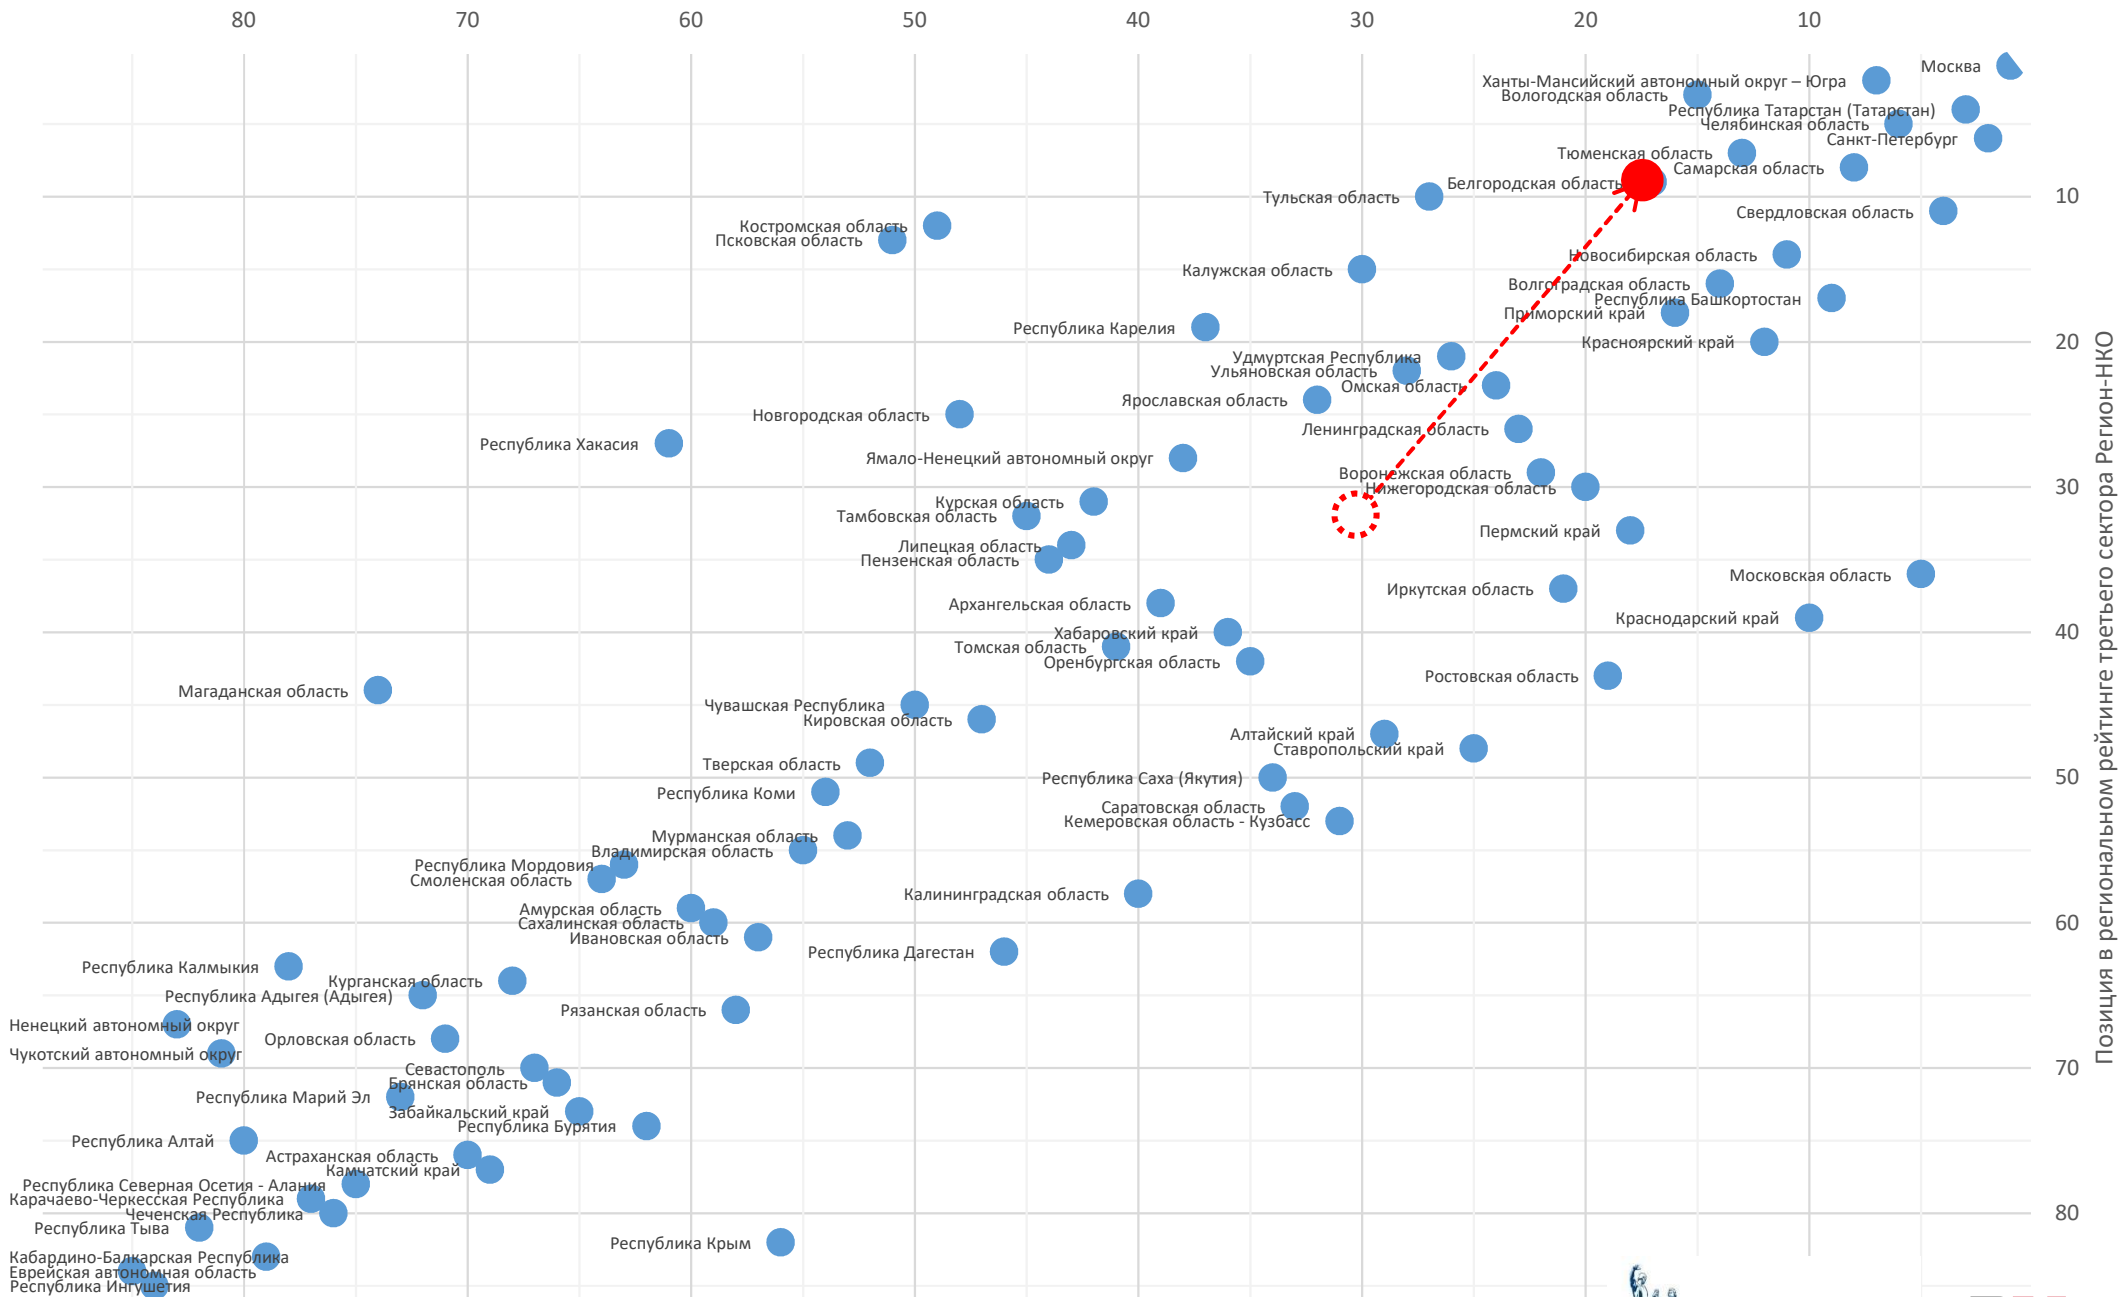 80 70 60 50 40 30 20 10
Москва
Ханты-Мансийский автономный округ – Югра
Вологодская область
Республика Татарстан (Татарстан)
Челябинская область
Санкт-Петербург
Тюменская область
Самарская область
Белгородская область
Тульская область
10
Свердловская область
Костромская область
Псковская область
Новосибирская область
Калужская область
Волгоградская область
Республика Башкортостан
Приморский край
Республика Карелия
Красноярский край
20
Удмуртская Республика
Ульяновская область
Омская область
Ярославская область
Новгородская область
Ленинградская область
Республика Хакасия
Ямало-Ненецкий автономный округ
Воронежская область
Нижегородская область
30
Курская область
Тамбовская область
Пермский край
Липецкая область
Пензенская область
Московская область
Иркутская область
Архангельская область
Краснодарский край
Хабаровский край
40
Томская область
Оренбургская область
Ростовская область
Магаданская область
Чувашская Республика
Кировская область
Алтайский край
Ставропольский край
Тверская область
Республика Саха (Якутия)
50
Республика Коми
Саратовская область
Кемеровская область - Кузбасс
Мурманская область
Владимирская область
Республика Мордовия
Смоленская область
Калининградская область
Амурская область
Сахалинская область
60
Ивановская область
Республика Дагестан
Республика Калмыкия
Курганская область
Республика Адыгея (Адыгея)
Рязанская область
Ненецкий автономный округ
Орловская область
Чукотский автономный округ
Севастополь
70
Брянская область
Республика Марий Эл
Забайкальский край
Республика Бурятия
Республика Алтай
Астраханская область
Камчатский край
Республика Северная Осетия - Алания
Карачаево-Черкесская Республика
Чеченская Республика
80
Республика Тыва
Республика Крым
Кабардино-Балкарская Республика
Еврейская автономная область
Республика Ингушетия
Позиция в региональном рейтинге третьего сектора Регион-НКО